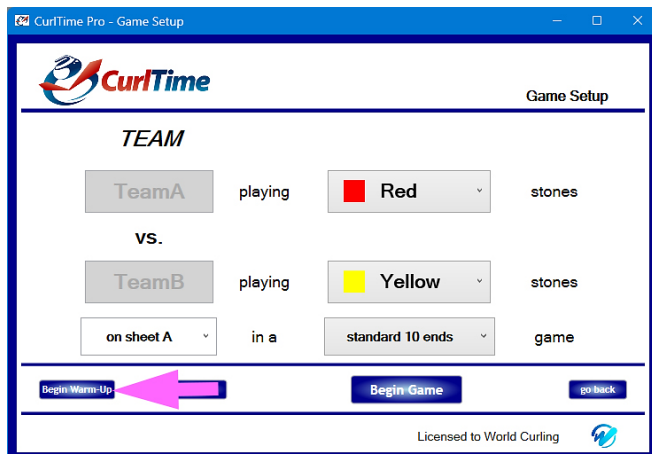 CurlTime Pro - Game Setup
CurlTime
Game Setup
TEAM
TeamA playing Red stones
vs.
TeamB playing Yellow stones
on sheet A in a standard 10 ends game
Begin Warm-Up Begin Game go back
Licensed to World Curling